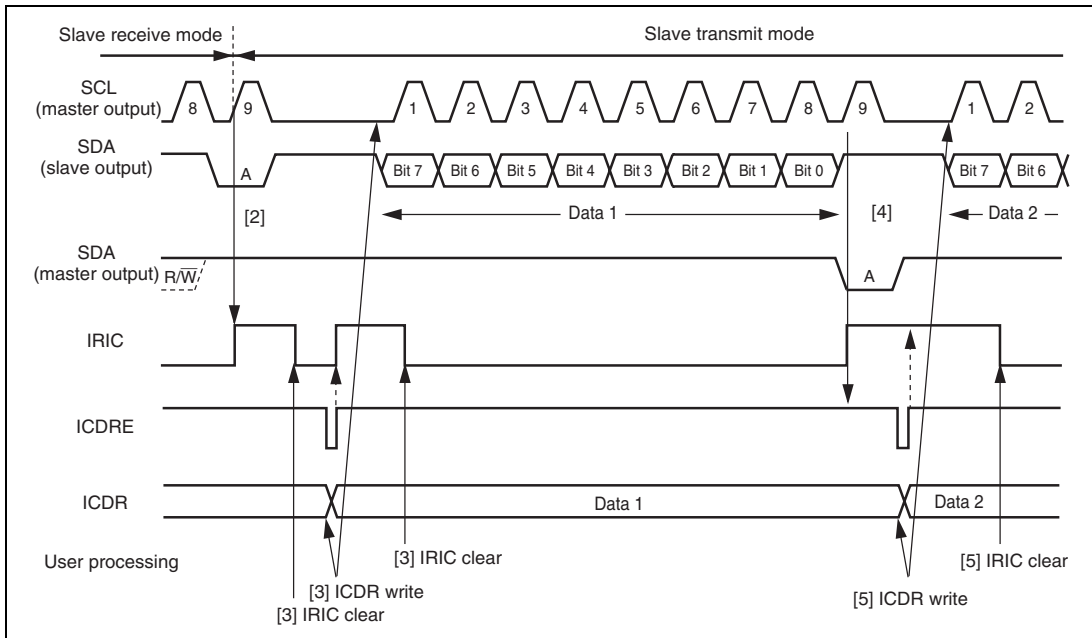 Slave receive mode
Slave transmit mode
SCL
(master output)
8
9
1
2
3
4
5
6
7
8
9
1
2
SDA
(slave output)
A
Bit 7
Bit 6
Bit 5
Bit 4
Bit 3
Bit 2
Bit 1
Bit 0
Bit 7
Bit 6
[2]
Data 1
[4]
Data 2
SDA
(master output)
R/W̅
A
IRIC
ICDRE
ICDR
Data 1
Data 2
User processing
[3] IRIC clear
[5] IRIC clear
[3] ICDR write
[5] ICDR write
[3] IRIC clear